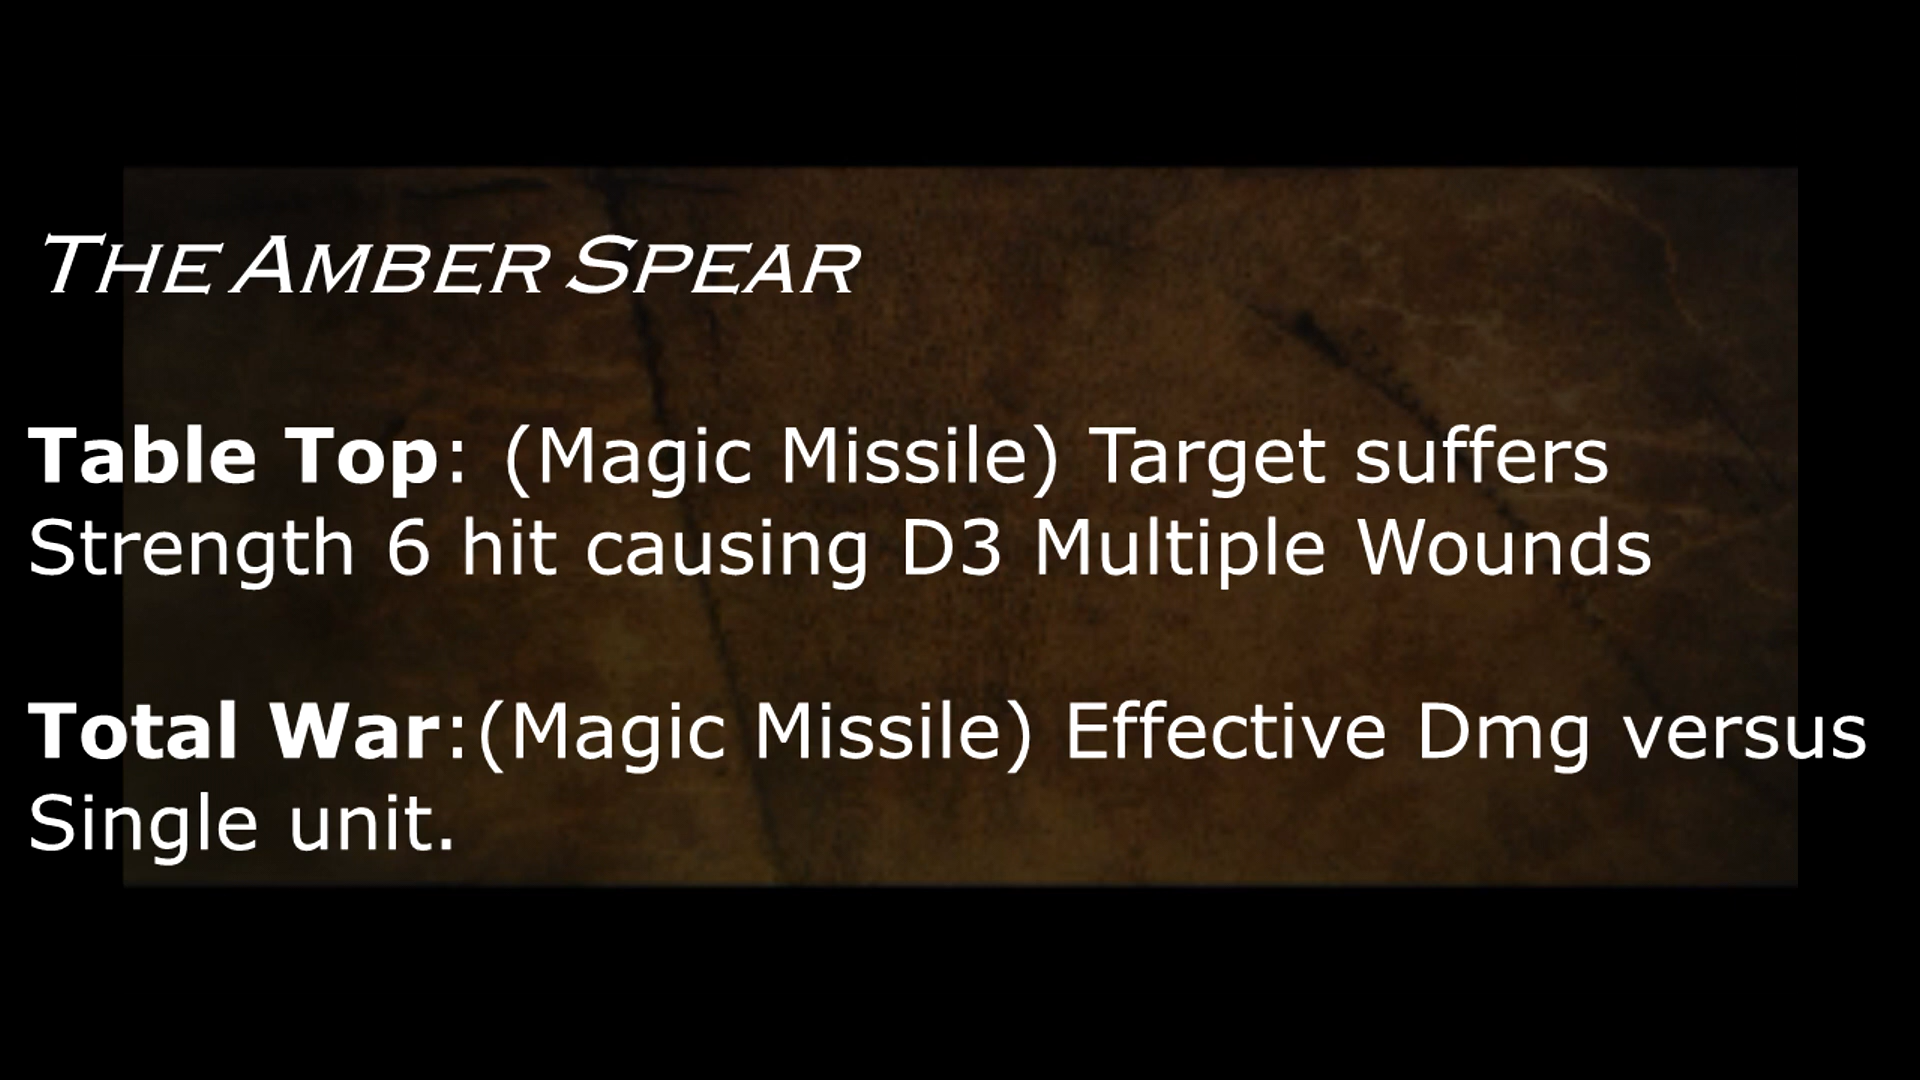 THE AMBER SPEAR
Table Top: (Magic Missile) Target suffers
Strength 6 hit causing D3 Multiple Wounds
Total War:(Magic Missile) Effective Dmg versus
Single unit.